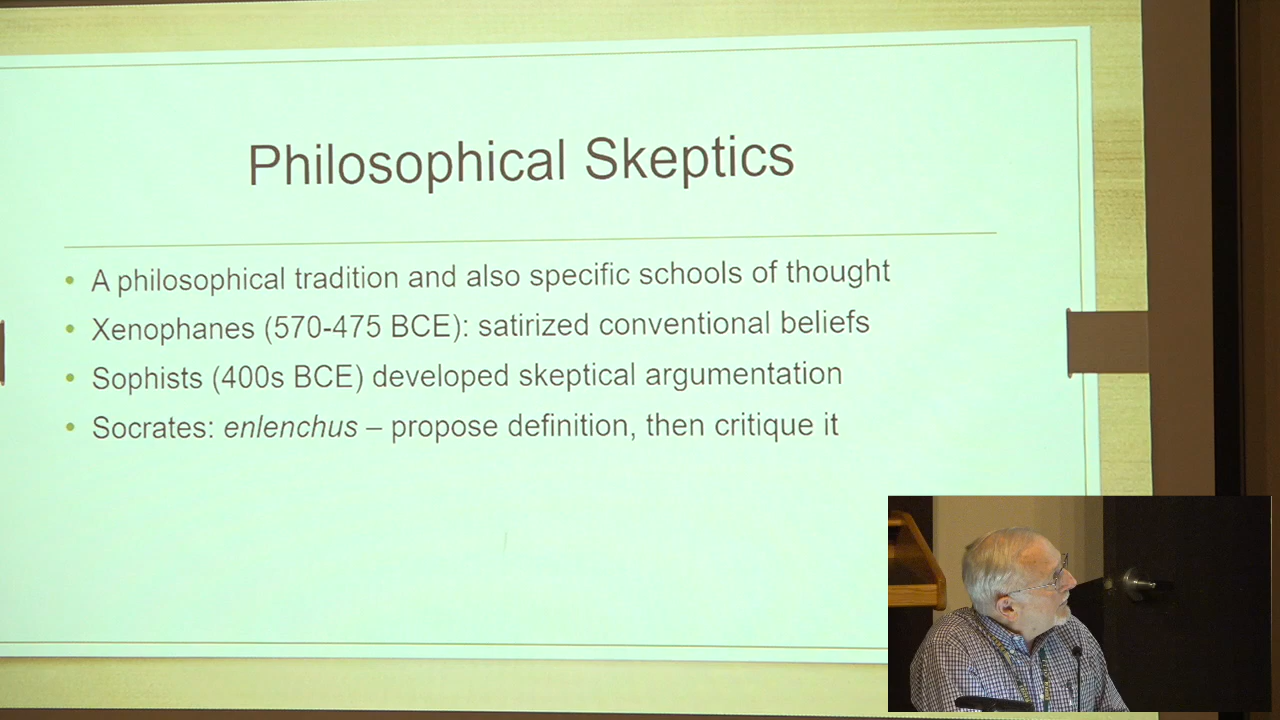 Philosophical Skeptics
• A philosophical tradition and also specific schools of thought
• Xenophanes (570-475 BCE): satirized conventional beliefs
• Sophists (400s BCE) developed skeptical argumentation
• Socrates: enlenchus – propose definition, then critique it